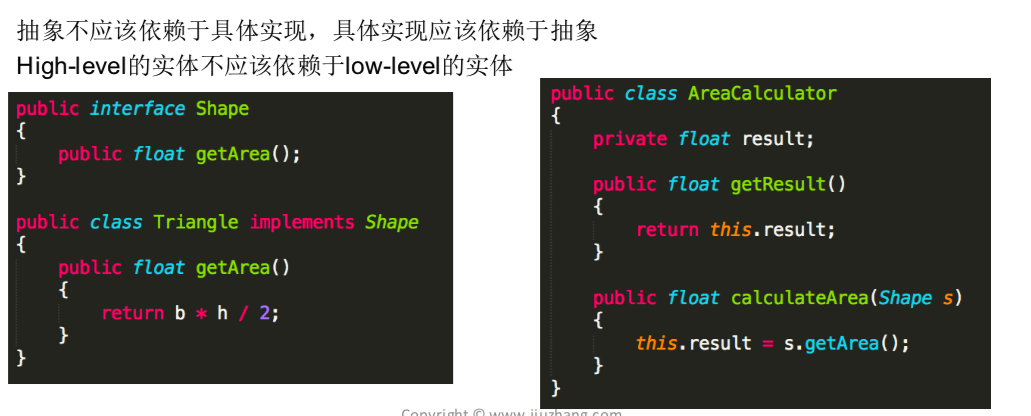 抽象不应该依赖于具体实现，具体实现应该依赖于抽象
High-level的实体不应该依赖于low-level的实体
public interface Shape
{
    public float getArea();
}
public class Triangle implements Shape
{
    public float getArea()
    {
        return b * h / 2;
    }
}
public class AreaCalculator
{
    private float result;
    public float getResult()
    {
        return this.result;
    }
    public float calculateArea(Shape s)
    {
        this.result = s.getArea();
    }
}
Copyright © www.jiuzhang.com